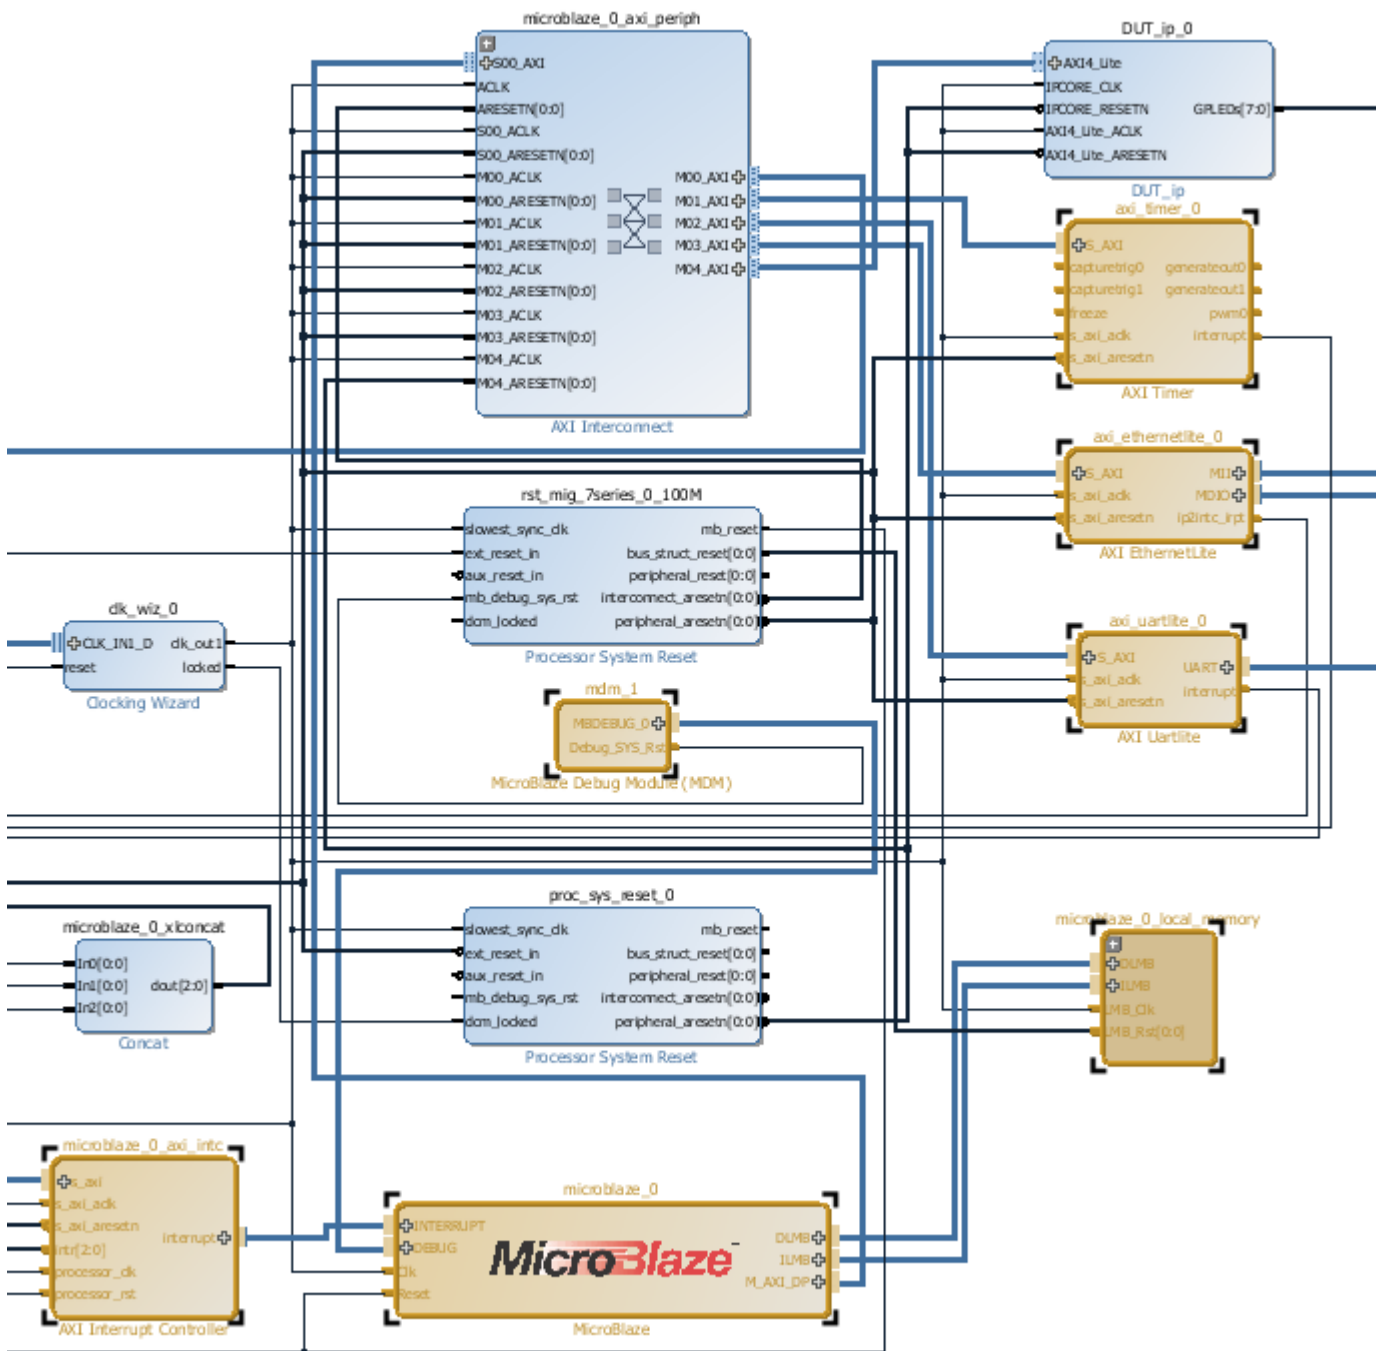 microblaze_0_axi_periph
S00_AXI
ACLK
ARESETN[0:0]
S00_ACLK
S00_ARESETN[0:0]
M00_ACLK
M00_ARESETN[0:0]
M01_ACLK
M01_ARESETN[0:0]
M02_ACLK
M02_ARESETN[0:0]
M03_ACLK
M03_ARESETN[0:0]
M04_ACLK
M04_ARESETN[0:0]
M00_AXI
M01_AXI
M02_AXI
M03_AXI
M04_AXI
AXI Interconnect
DUT_ip_0
AXI4_Lite
IPCORE_CLK
IPCORE_RESETN
AXI4_Lite_ACLK
AXI4_Lite_ARESETN
GPLEDs[7:0]
DUT_ip
axi_timer_0
S_AXI
capturetrig0
capturetrig1
freeze
s_axi_aclk
s_axi_aresetn
generateout0
generateout1
pwm0
interrupt
AXI Timer
axi_ethernetlite_0
S_AXI
s_axi_aclk
s_axi_aresetn
MII
MDIO
ip2intc_irpt
AXI EthernetLite
rst_mig_7series_0_100M
slowest_sync_clk
ext_reset_in
aux_reset_in
mb_debug_sys_rst
dcm_locked
mb_reset
bus_struct_reset[0:0]
peripheral_reset[0:0]
interconnect_aresetn[0:0]
peripheral_aresetn[0:0]
Processor System Reset
clk_wiz_0
CLK_IN1_D
reset
clk_out1
locked
Clocking Wizard
axi_uartlite_0
S_AXI
s_axi_aclk
s_axi_aresetn
UART
interrupt
AXI Uartlite
mdm_1
MBDEBUG_0
Debug_SYS_Rst
MicroBlaze Debug Module (MDM)
proc_sys_reset_0
slowest_sync_clk
ext_reset_in
aux_reset_in
mb_debug_sys_rst
dcm_locked
mb_reset
bus_struct_reset[0:0]
peripheral_reset[0:0]
interconnect_aresetn[0:0]
peripheral_aresetn[0:0]
Processor System Reset
microblaze_0_xlconcat
In0[0:0]
In1[0:0]
In2[0:0]
dout[2:0]
Concat
microblaze_0_local_memory
DLMB
ILMB
LMB_Clk
LMB_Rst[0:0]
microblaze_0_axi_intc
s_axi
s_axi_aclk
s_axi_aresetn
intr[2:0]
processor_clk
processor_rst
interrupt
AXI Interrupt Controller
microblaze_0
INTERRUPT
DEBUG
Clk
Reset
MicroBlaze
DLMB
ILMB
M_AXI_DP
MicroBlaze